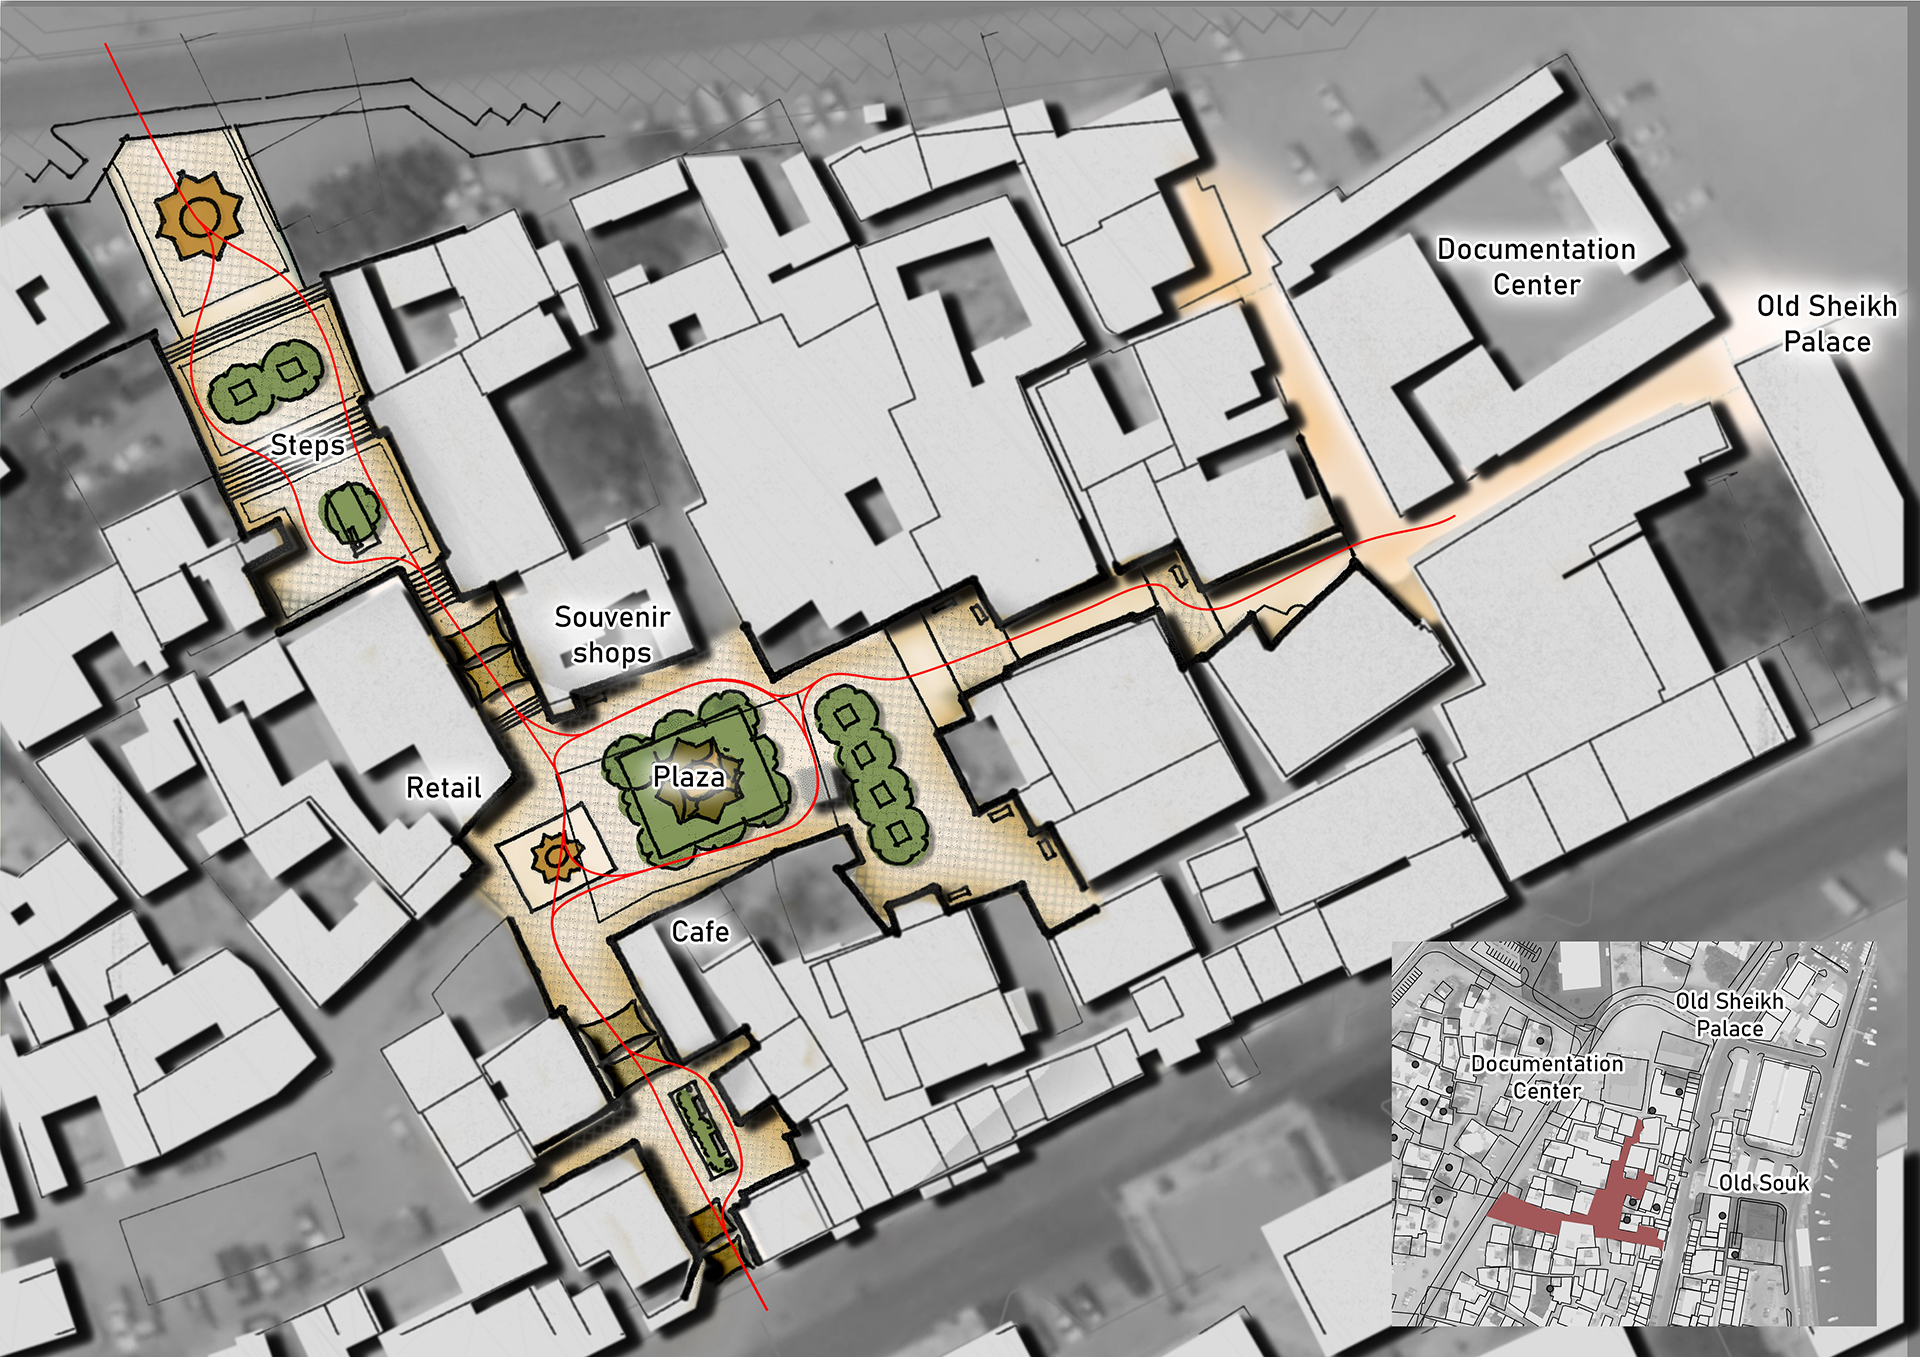 Documentation
Center
Old Sheikh
Palace
Steps
Souvenir
shops
Plaza
Retail
Cafe
Old Sheikh
Palace
Documentation
Center
Old Souk